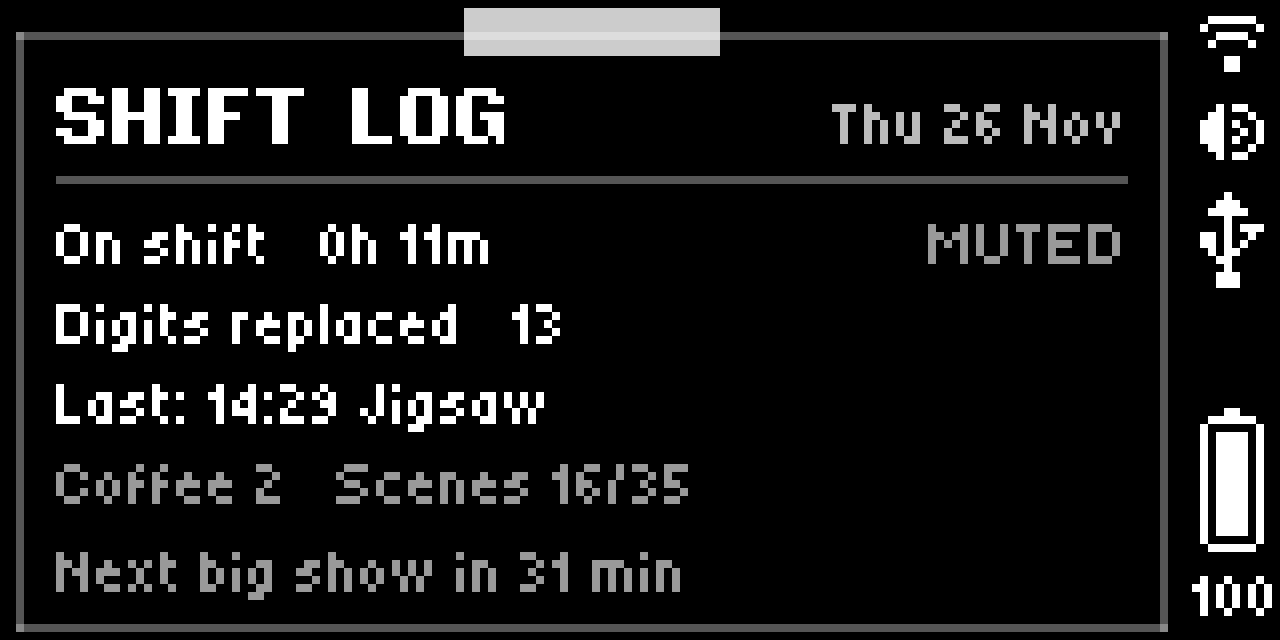 SHIFT LOG Thu 26 Nov
On shift 0h 11m MUTED
Digits replaced 13
Last: 14:29 Jigsaw
Coffee 2 Scenes 16/35
Next big show in 31 min
100